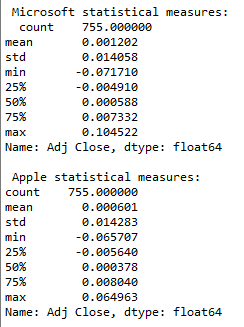 Microsoft statistical measures:
count    755.000000
mean       0.001202
std        0.014058
min       -0.071710
25%       -0.004910
50%        0.000588
75%        0.007332
max        0.104522
Name: Adj Close, dtype: float64
Apple statistical measures:
count    755.000000
mean       0.000601
std        0.014283
min       -0.065707
25%       -0.005640
50%        0.000378
75%        0.008040
max        0.064963
Name: Adj Close, dtype: float64